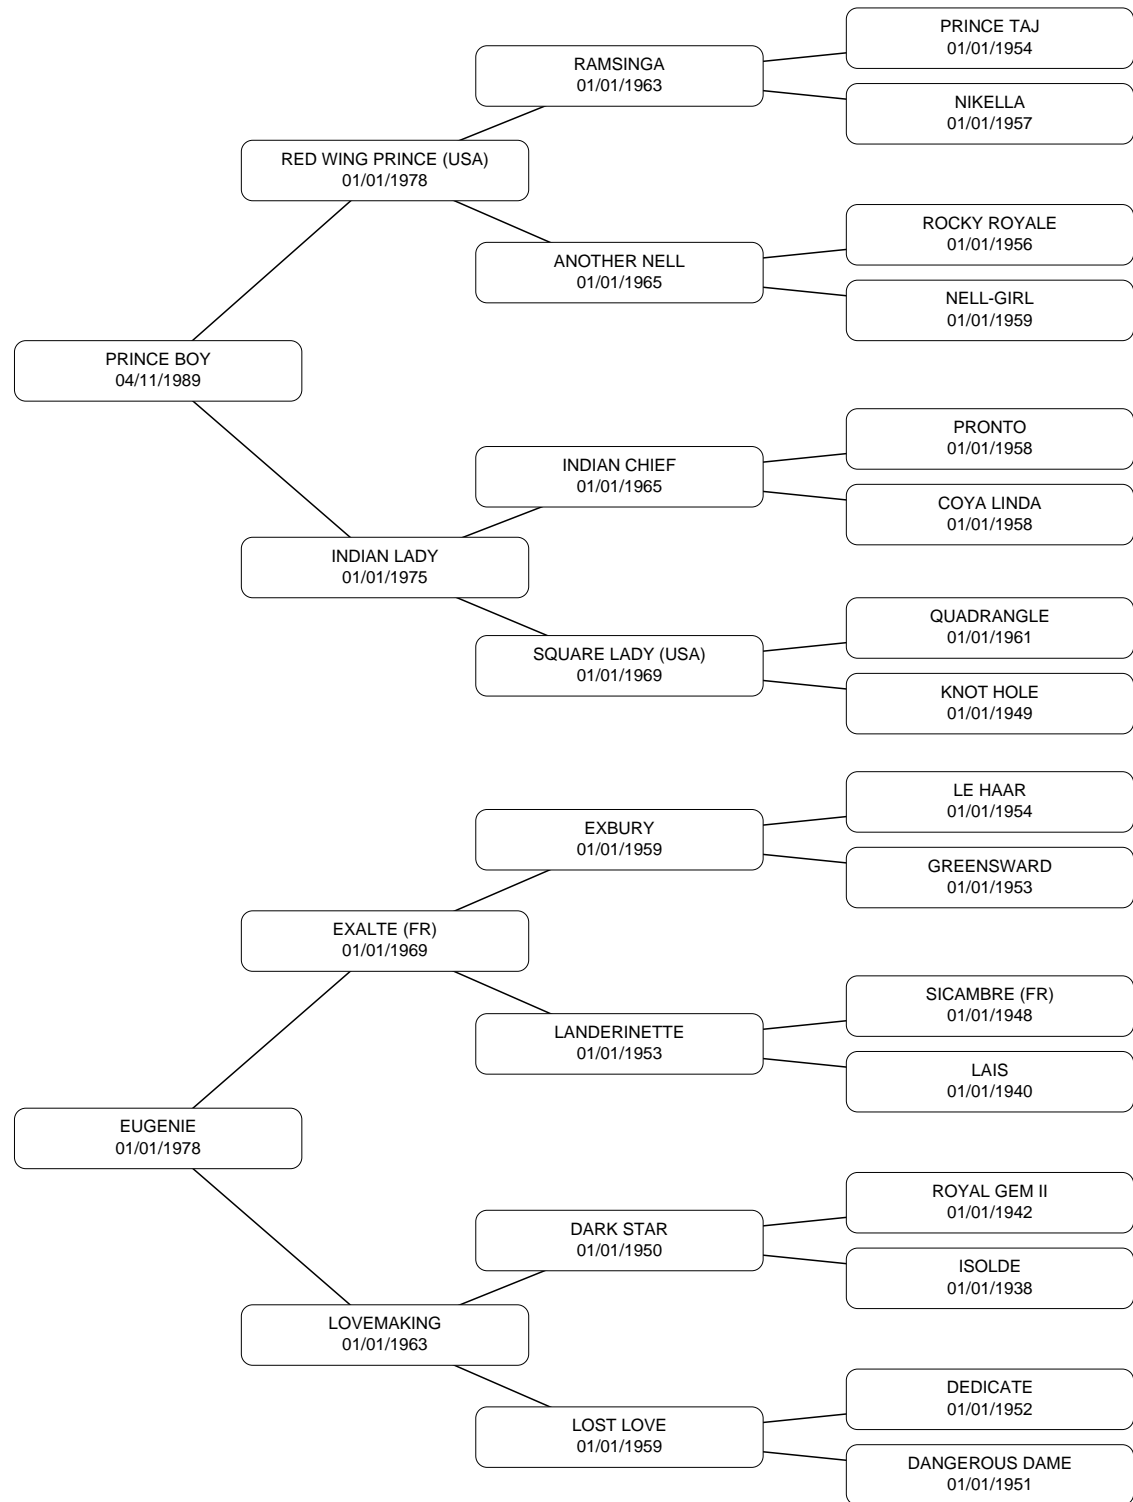 PRINCE TAJ
01/01/1954
RAMSINGA
01/01/1963
NIKELLA
01/01/1957
RED WING PRINCE (USA)
01/01/1978
ROCKY ROYALE
01/01/1956
ANOTHER NELL
01/01/1965
NELL-GIRL
01/01/1959
PRINCE BOY
04/11/1989
PRONTO
01/01/1958
INDIAN CHIEF
01/01/1965
COYA LINDA
01/01/1958
INDIAN LADY
01/01/1975
QUADRANGLE
01/01/1961
SQUARE LADY (USA)
01/01/1969
KNOT HOLE
01/01/1949
LE HAAR
01/01/1954
EXBURY
01/01/1959
GREENSWARD
01/01/1953
EXALTE (FR)
01/01/1969
SICAMBRE (FR)
01/01/1948
LANDERINETTE
01/01/1953
LAIS
01/01/1940
EUGENIE
01/01/1978
ROYAL GEM II
01/01/1942
DARK STAR
01/01/1950
ISOLDE
01/01/1938
LOVEMAKING
01/01/1963
DEDICATE
01/01/1952
LOST LOVE
01/01/1959
DANGEROUS DAME
01/01/1951